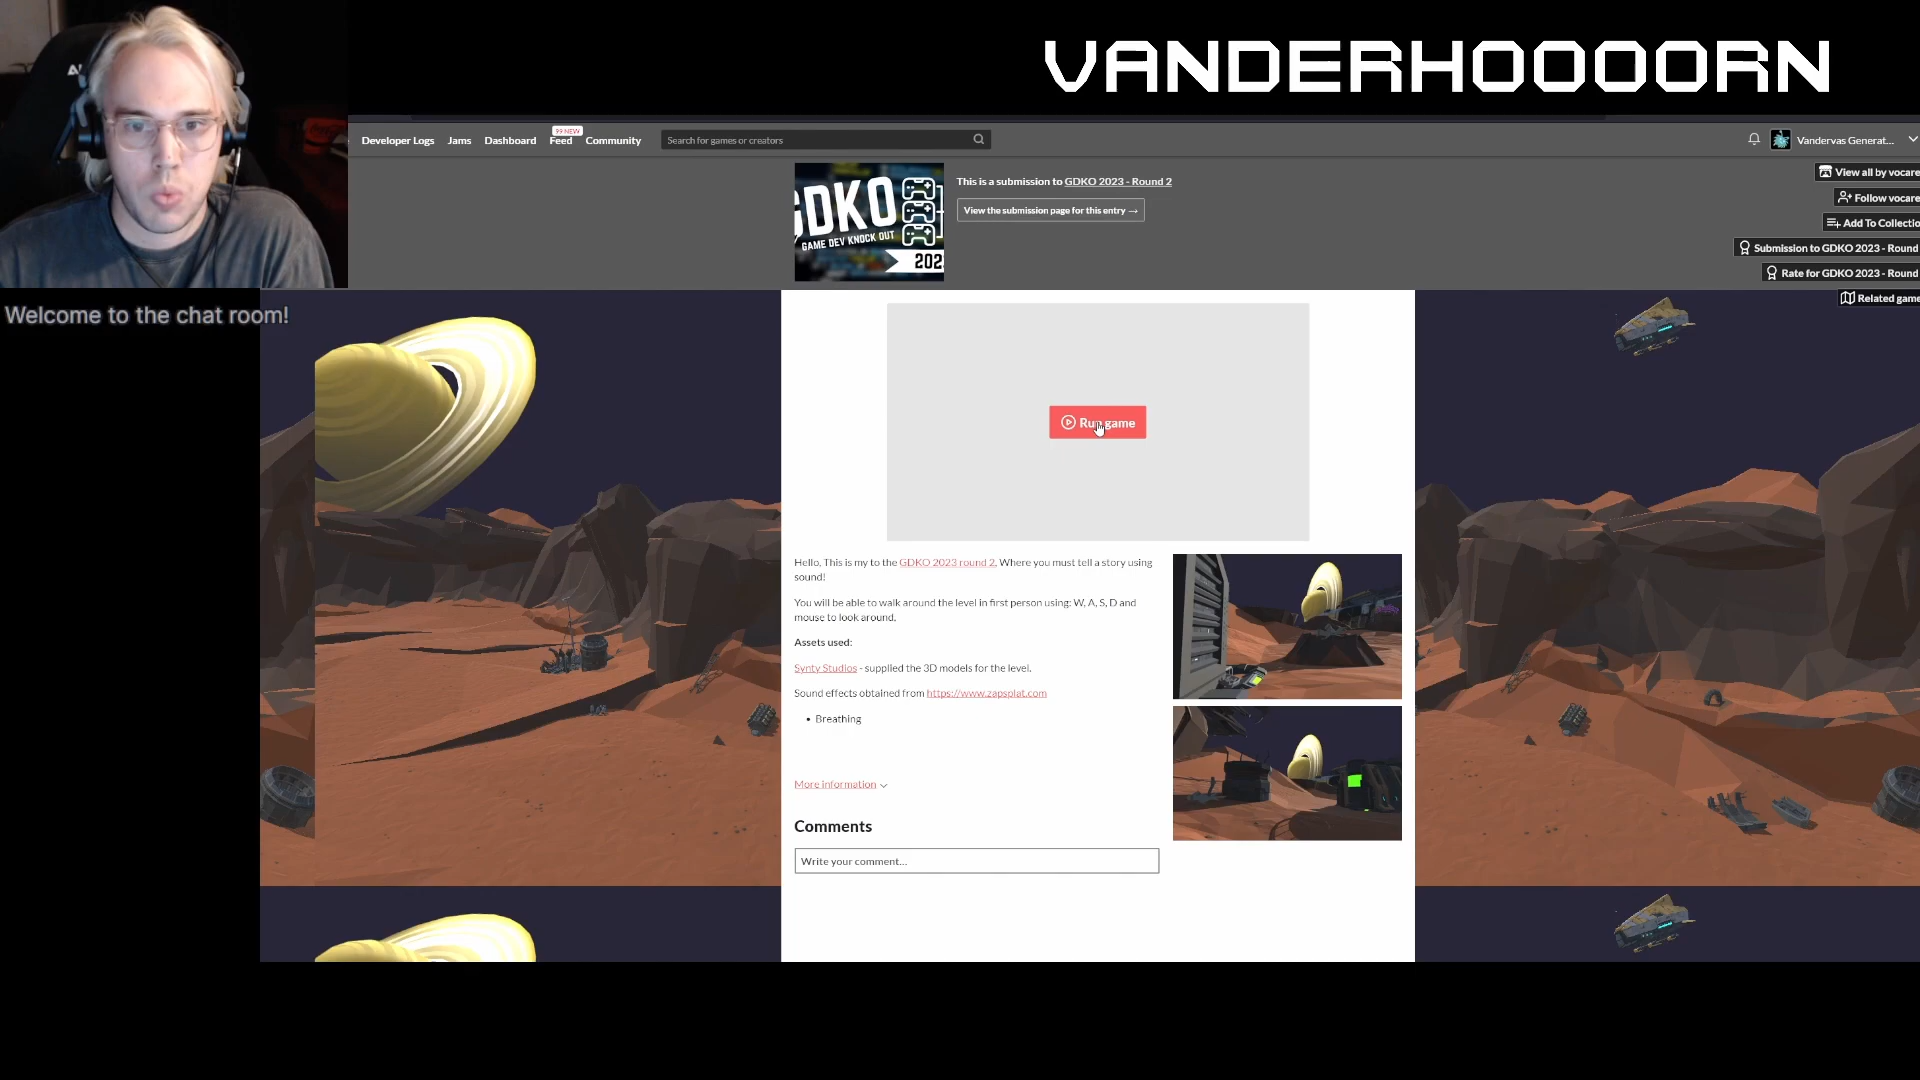 VANDERHOOOORN
Developer Logs Jams Dashboard Feed Community
99 NEW
Search for games or creators
Vandervas Generat...
GDKO
GAME DEV KNOCK OUT
202
This is a submission to GDKO 2023 - Round 2
View the submission page for this entry →
View all by vocare
Follow vocare
Add To Collectio
Submission to GDKO 2023 - Round
Rate for GDKO 2023 - Round
Related game
Welcome to the chat room!
Run game
Hello, This is my to the GDKO 2023 round 2. Where you must tell a story using
sound!
You will be able to walk around the level in first person using: W, A, S, D and
mouse to look around.
Assets used:
Synty Studios - supplied the 3D models for the level.
Sound effects obtained from https://www.zapsplat.com
• Breathing
More information
Comments
Write your comment...